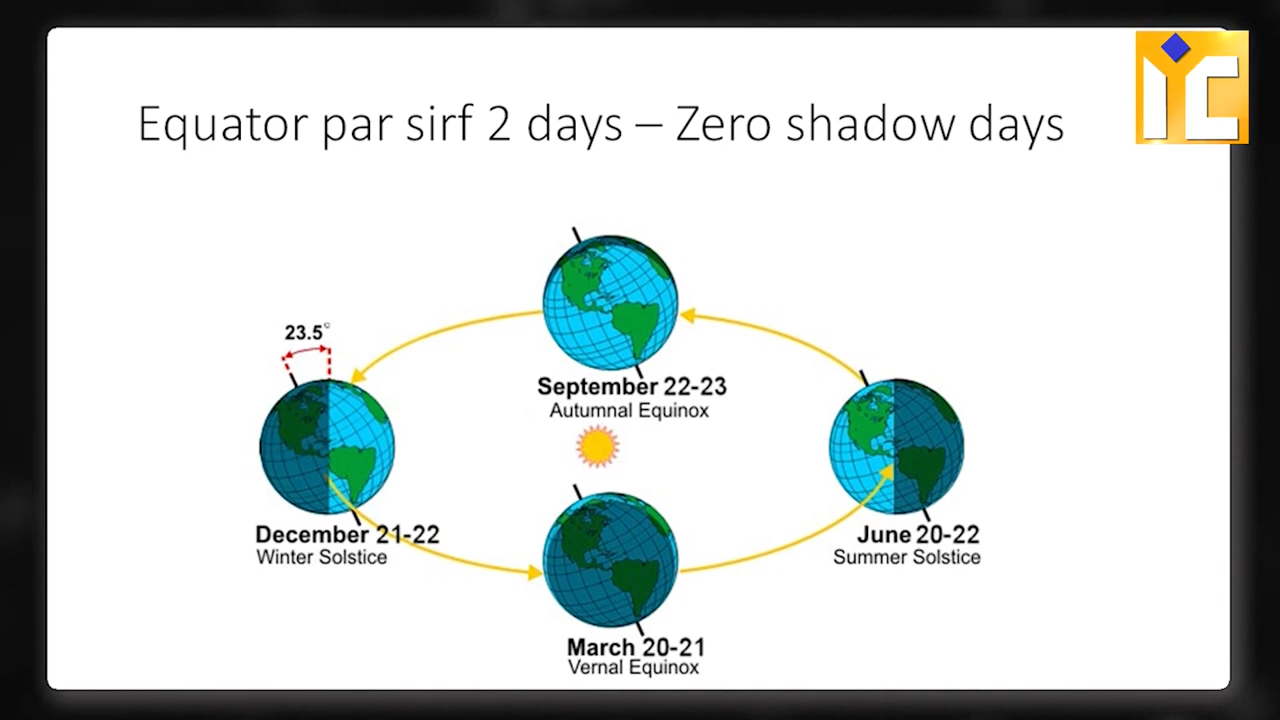 Equator par sirf 2 days – Zero shadow days
IYC
23.5°
September 22-23
Autumnal Equinox
December 21-22
Winter Solstice
June 20-22
Summer Solstice
March 20-21
Vernal Equinox